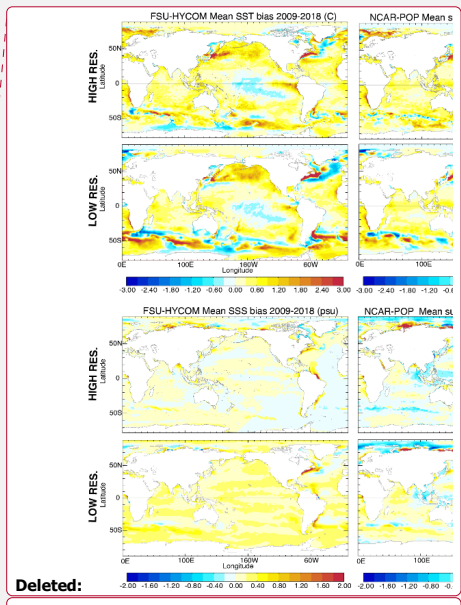 FSU-HYCOM Mean SST bias 2009-2018 (C) NCAR-POP Mean s
HIGH RES.
Latitude
50N
0
50S
LOW RES.
Latitude
50N
0
50S
0E 100E 160W 60W 0E 100E
Longitude
-3.00 -2.40 -1.80 -1.20 -0.60 0.00 0.60 1.20 1.80 2.40 3.00 -3.00 -2.40 -1.80 -1.20 -0.6
FSU-HYCOM Mean SSS bias 2009-2018 (psu) NCAR-POP Mean su
HIGH RES.
Latitude
50N
0
50S
LOW RES.
Latitude
50N
0
50S
0E 100E 160W 60W 0E 100E
Longitude
Deleted: -2.00 -1.60 -1.20 -0.80 -0.40 0.00 0.40 0.80 1.20 1.60 2.00 -2.00 -1.60 -1.20 -0.80 -0.